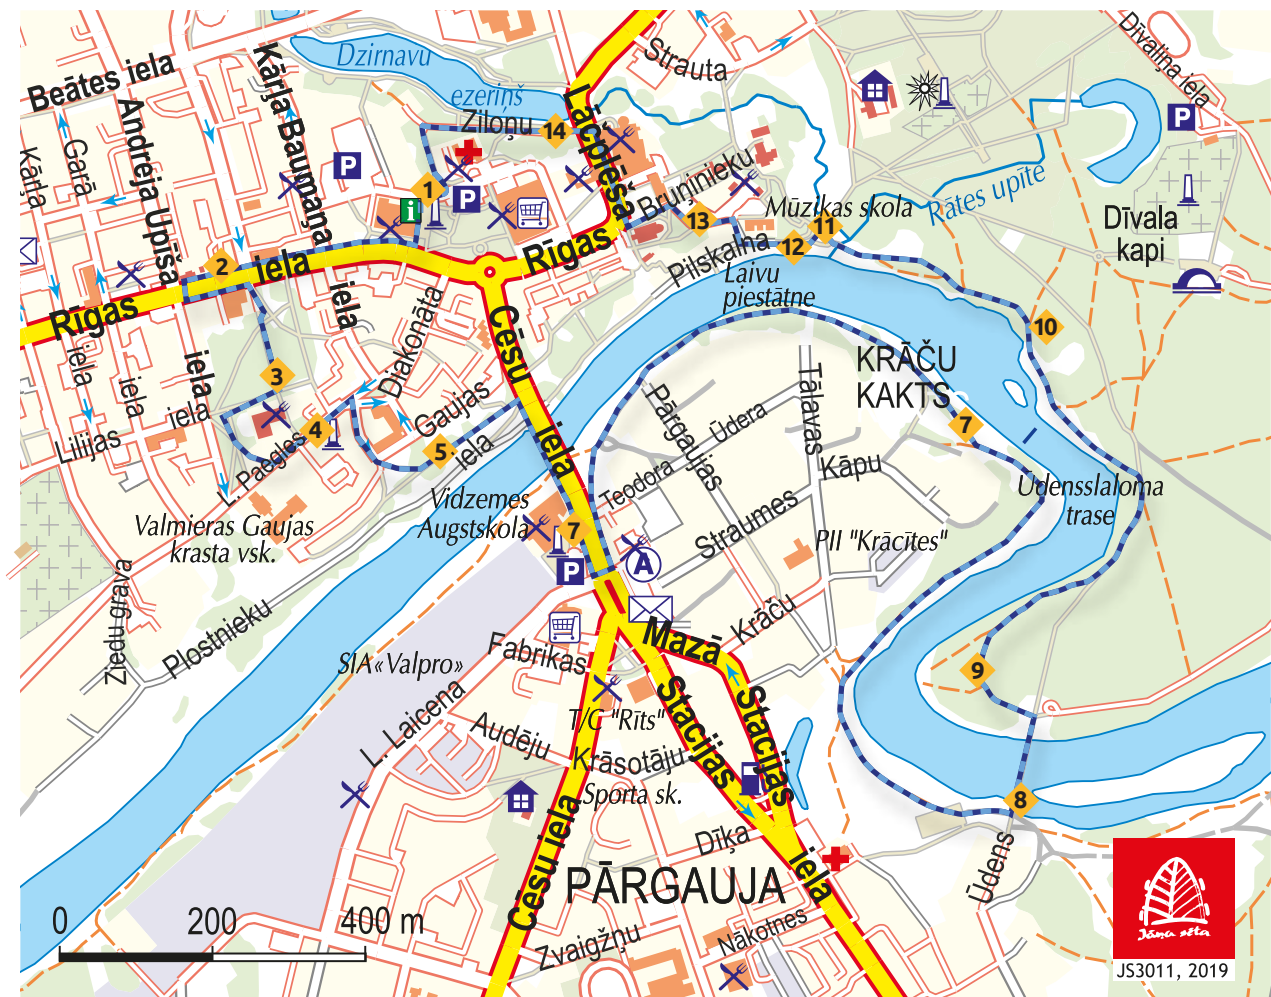 Dzirnavu
ezeriņš
Strauta
Dīvaliņa iela
Beātes iela
Kārļa Baumaņa
iela
Andreja Upīša
iela
Garā
iela
Kārļa
iela
Ziloņu
14
Lāčplēša
P
P
P
1
i
Bruņinieku
13
Mūzikas skola
11
12
Rātes upīte
Dīvala
kapi
Pilskalna
Laivu
piestātne
Rīgas
iela
Rīgas
2
10
Cēsu
iela
Diakonāta
3
KRĀČU
KAKTS
Tālavas
Lilijas
iela
4
Gaujas
iela
5
L. Paegles
Pārgaujas
Teodora Ūdera
Kāpu
7
Ūdensslaloma
trase
Valmieras Gaujas
krasta vsk.
Vidzemes
Augstskola
7
P
A
Straumes
PII "Krācītes"
Ziedu grava
Plostnieku
SIA«Valpro»
Fabrikas
Mazā
Krāču
9
L. Laicena
T/C "Rīts"
Stacijas
Stacijas
iela
Audēju
Krāsotāju
Sporta sk.
8
Cēsu iela
Dīķa
Ūdens
PĀRGAUJA
Zvaigžņu
Nākotnes
0 200 400 m
Jāņa sēta
JS3011, 2019